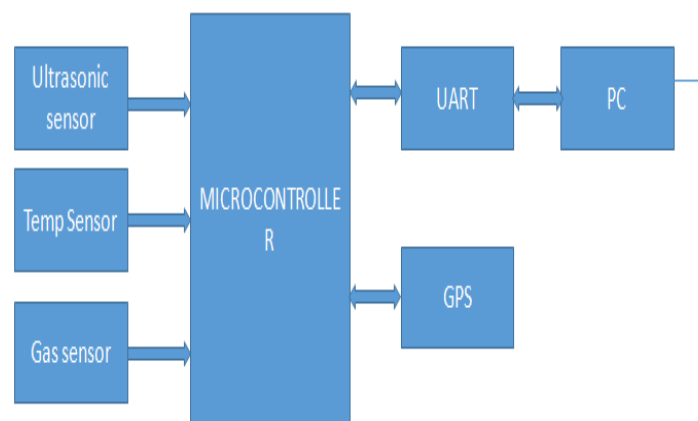 Ultrasonic
sensor
Temp Sensor
Gas sensor
MICROCONTROLLE
R
UART
PC
GPS